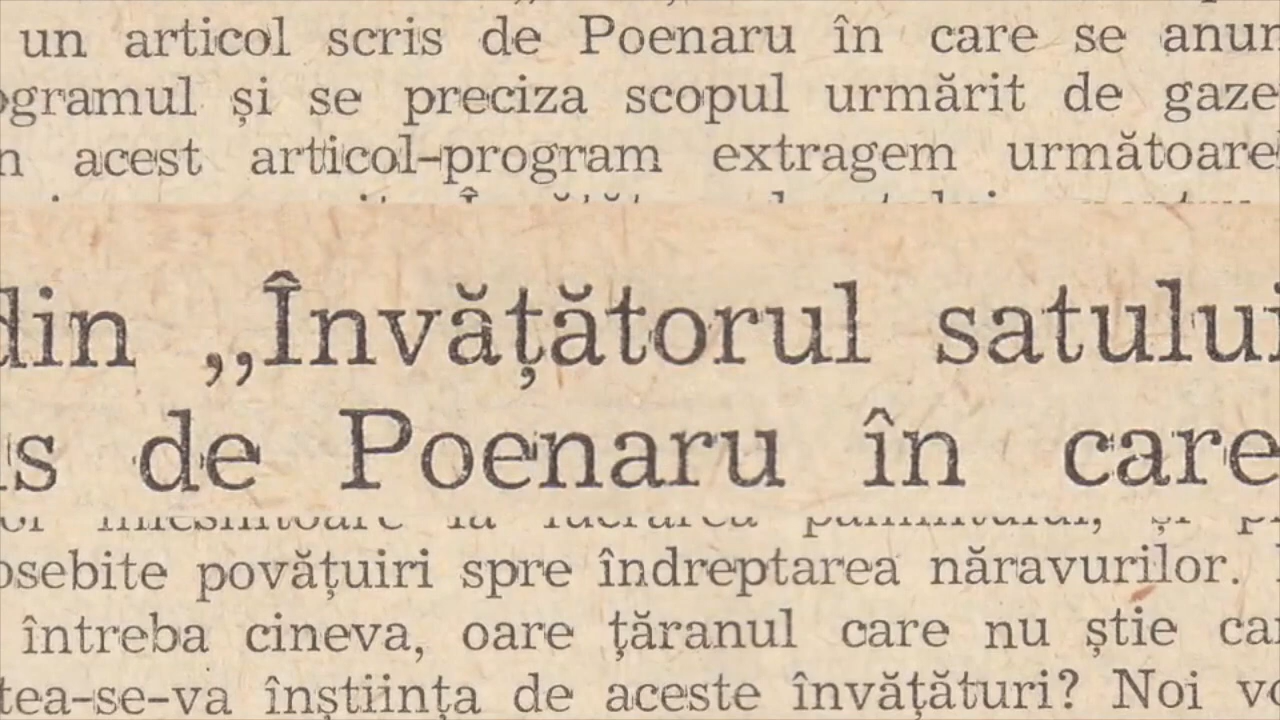 un articol scris de Poenaru în care se anun
ogramul și se preciza scopul urmărit de gaze
n acest articol-program extragem următoare
din „Învățătorul satului
is de Poenaru în care
osebite povățuiri spre îndreptarea năravurilor.
întreba cineva, oare țăranul care nu știe ca
tea-se-va înștiința de aceste învățături? Noi vo